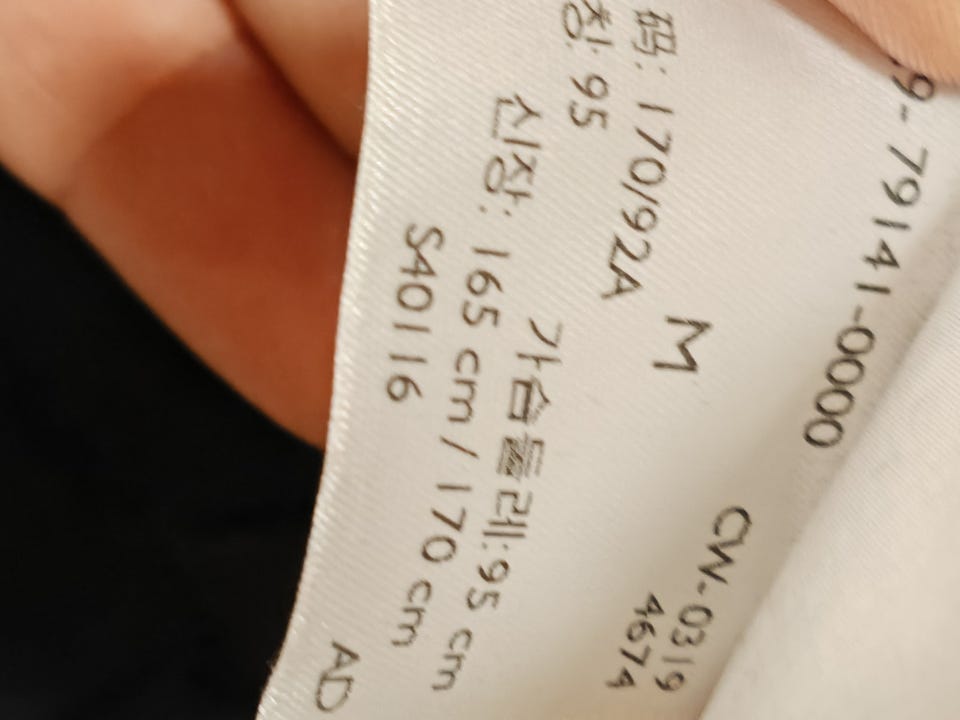 9-79141-0000
CW-0319
4674
M
码: 170/92A
칭: 95
가슴둘레:95 cm
신장: 165 cm/170 cm
S40116
AD